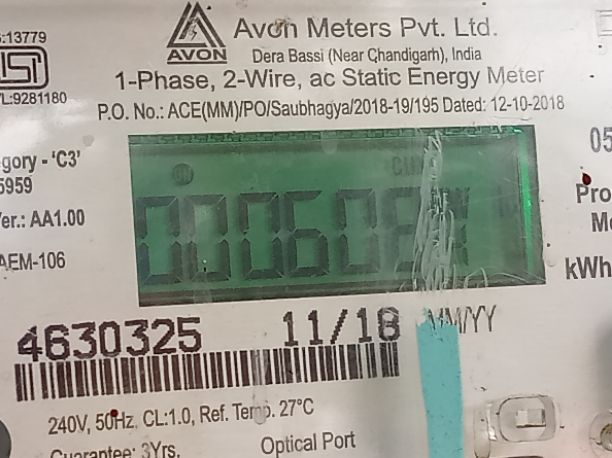 S:13779
AVON
Avon Meters Pvt. Ltd.
Dera Bassi (Near Chandigarh), India
/L:9281180
1-Phase, 2-Wire, ac Static Energy Meter
P.O. No.: ACE(MM)/PO/Saubhagya/2018-19/195 Dated: 12-10-2018
gory - 'C3'
5959
05
Pro
M
er.: AA1.00
AEM-106
kWh
4630325
11/18
MM/YY
240V, 50Hz, CL:1.0, Ref. Temp. 27°C
Guarantee: 3Yrs.
Optical Port